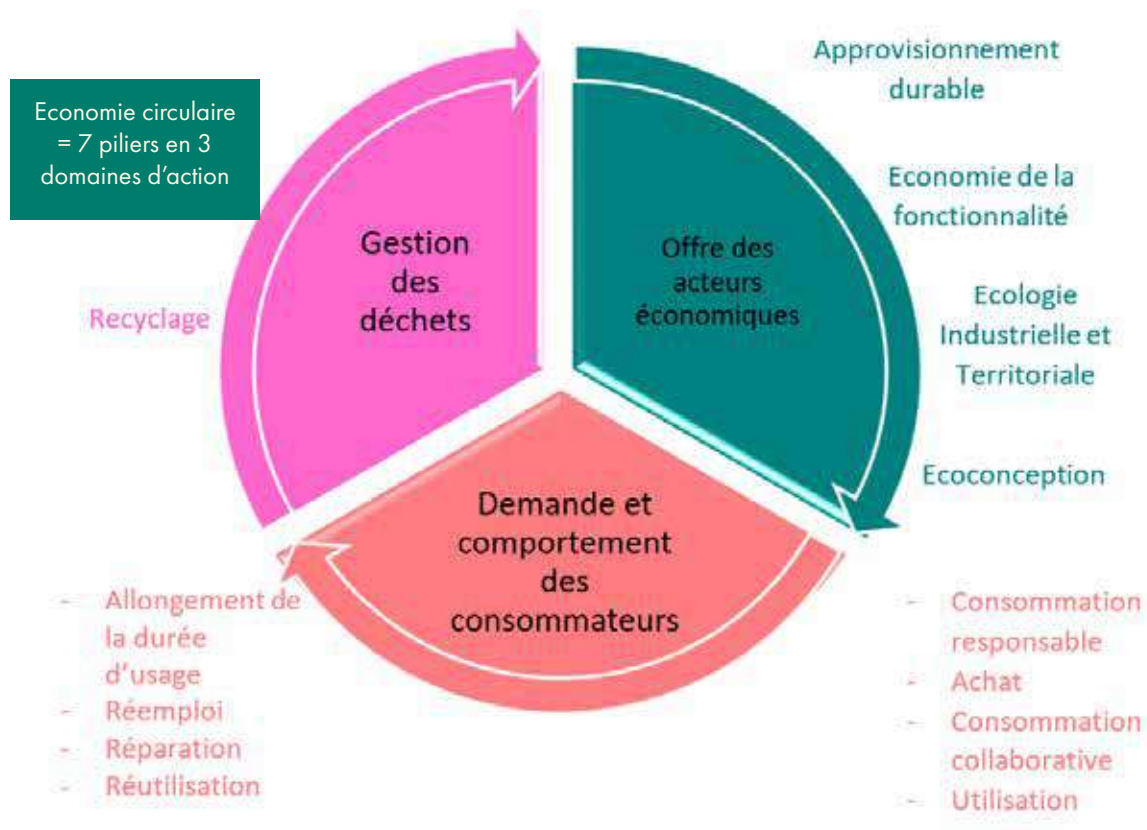 Economie circulaire
= 7 piliers en 3
domaines d'action
Approvisionnement
durable
Economie de la
fonctionnalité
Ecologie
Industrielle et
Territoriale
Ecoconception
Offre des
acteurs
économiques
Gestion
des
déchets
Recyclage
Demande et
comportement
des
consommateurs
- Allongement de
la durée
d'usage
- Réemploi
- Réparation
- Réutilisation
- Consommation
responsable
- Achat
- Consommation
collaborative
- Utilisation